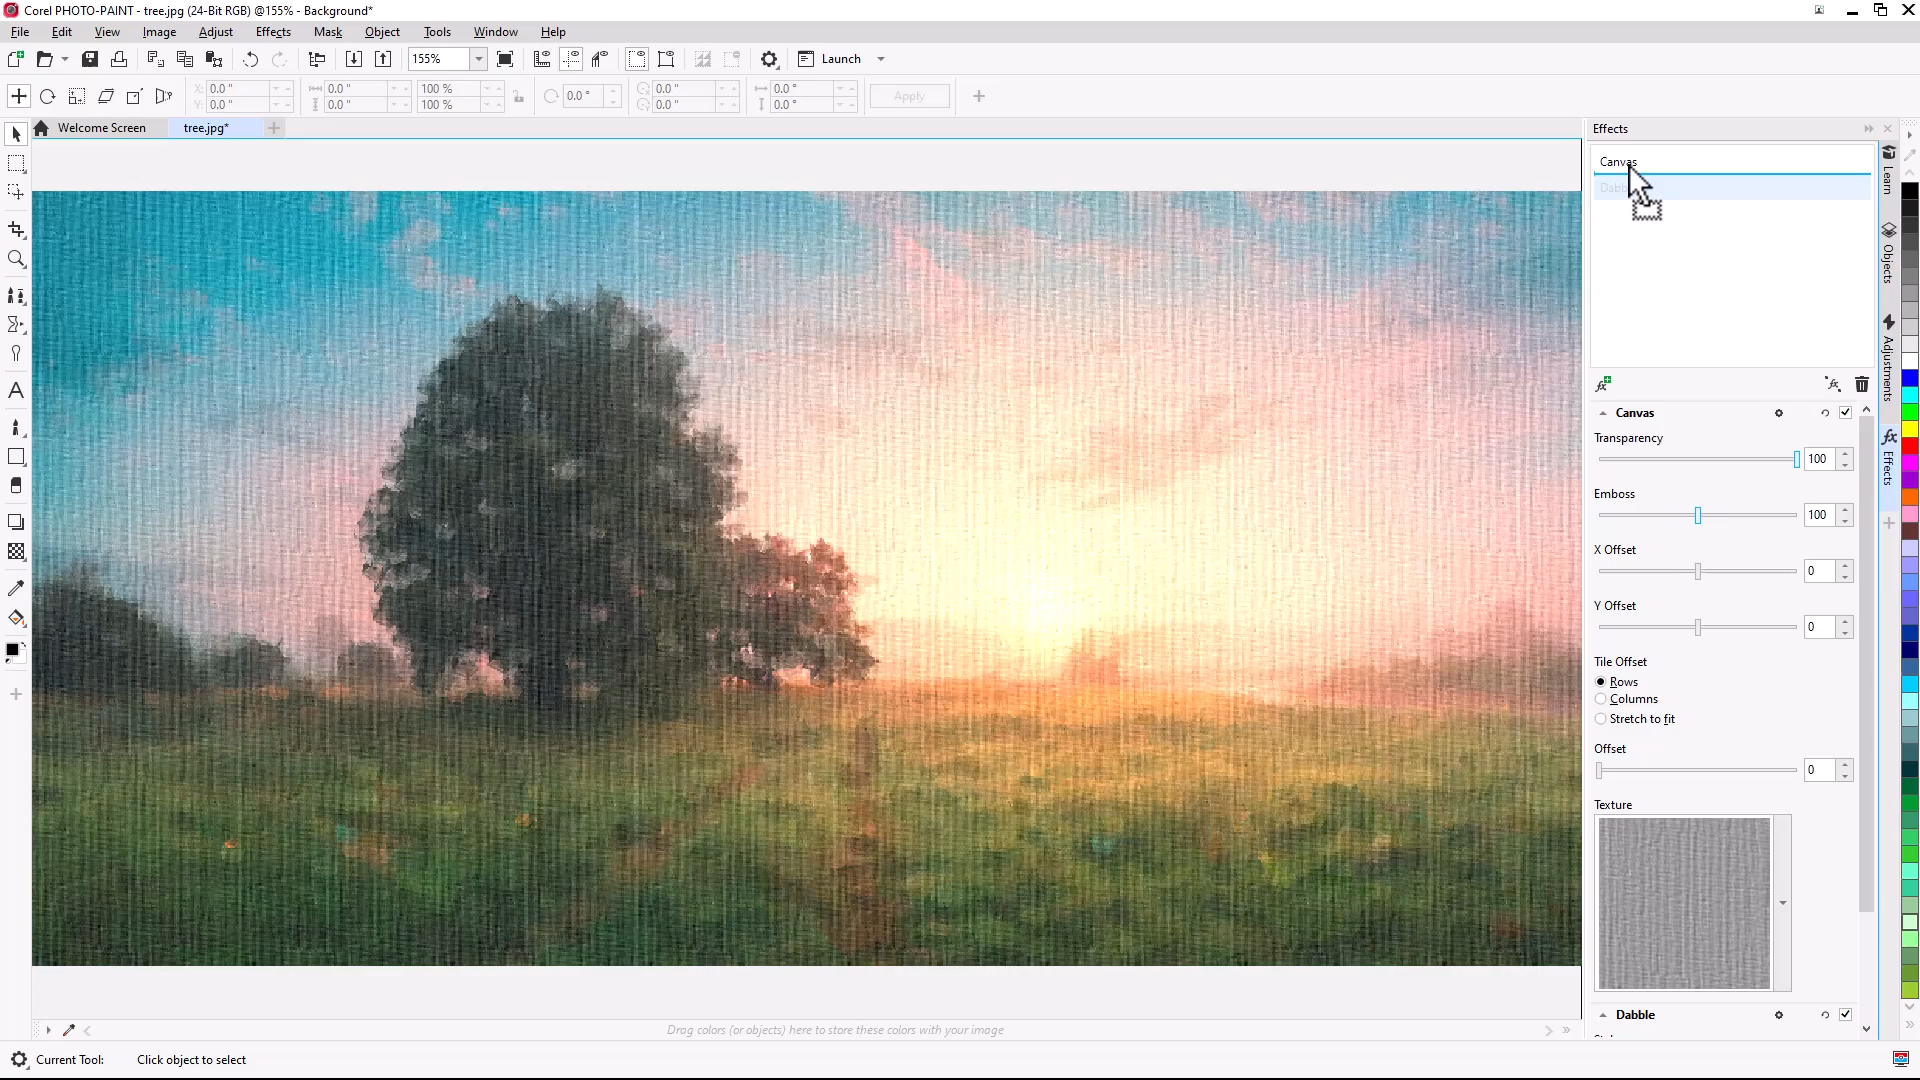 Corel PHOTO-PAINT - tree.jpg (24-Bit RGB) @155% - Background*
File Edit View Image Adjust Effects Mask Object Tools Window Help
155% Launch
X: 0.0 " 0.0 " 100 % 0.0 ° 0.0 " 0.0 ° Apply
Y: 0.0 " 0.0 " 100 % 0.0 " 0.0 °
Welcome Screen tree.jpg*
Effects
Canvas
Learn
Objects
Adjustments
Effects
Canvas
Transparency
100
Emboss
100
X Offset
0
Y Offset
0
Tile Offset
Rows
Columns
Stretch to fit
Offset
0
Texture
Dabble
Drag colors (or objects) here to store these colors with your image
Current Tool: Click object to select